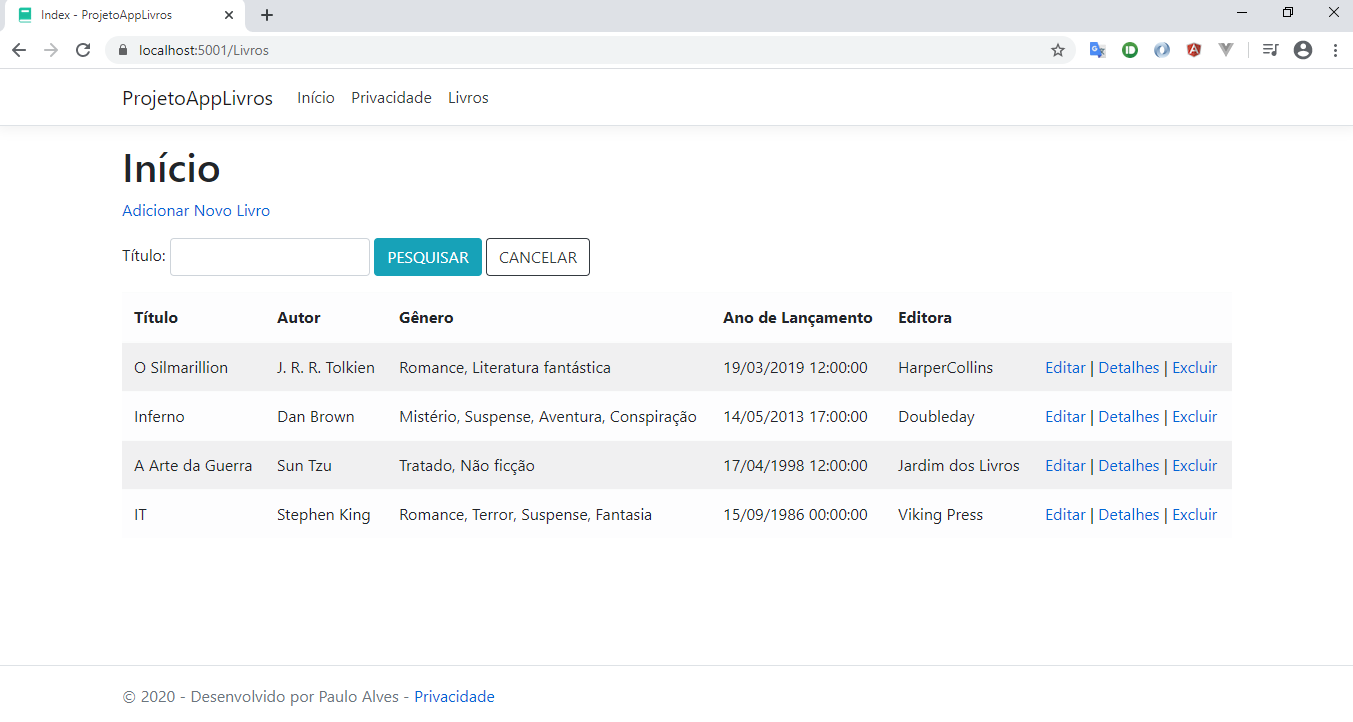 Index - ProjetoAppLivros
localhost:5001/Livros
ProjetoAppLivros Início Privacidade Livros
Início
Adicionar Novo Livro
Título: PESQUISAR CANCELAR
Título Autor Gênero Ano de Lançamento Editora
O Silmarillion J. R. R. Tolkien Romance, Literatura fantástica 19/03/2019 12:00:00 HarperCollins Editar | Detalhes | Excluir
Inferno Dan Brown Mistério, Suspense, Aventura, Conspiração 14/05/2013 17:00:00 Doubleday Editar | Detalhes | Excluir
A Arte da Guerra Sun Tzu Tratado, Não ficção 17/04/1998 12:00:00 Jardim dos Livros Editar | Detalhes | Excluir
IT Stephen King Romance, Terror, Suspense, Fantasia 15/09/1986 00:00:00 Viking Press Editar | Detalhes | Excluir
© 2020 - Desenvolvido por Paulo Alves - Privacidade